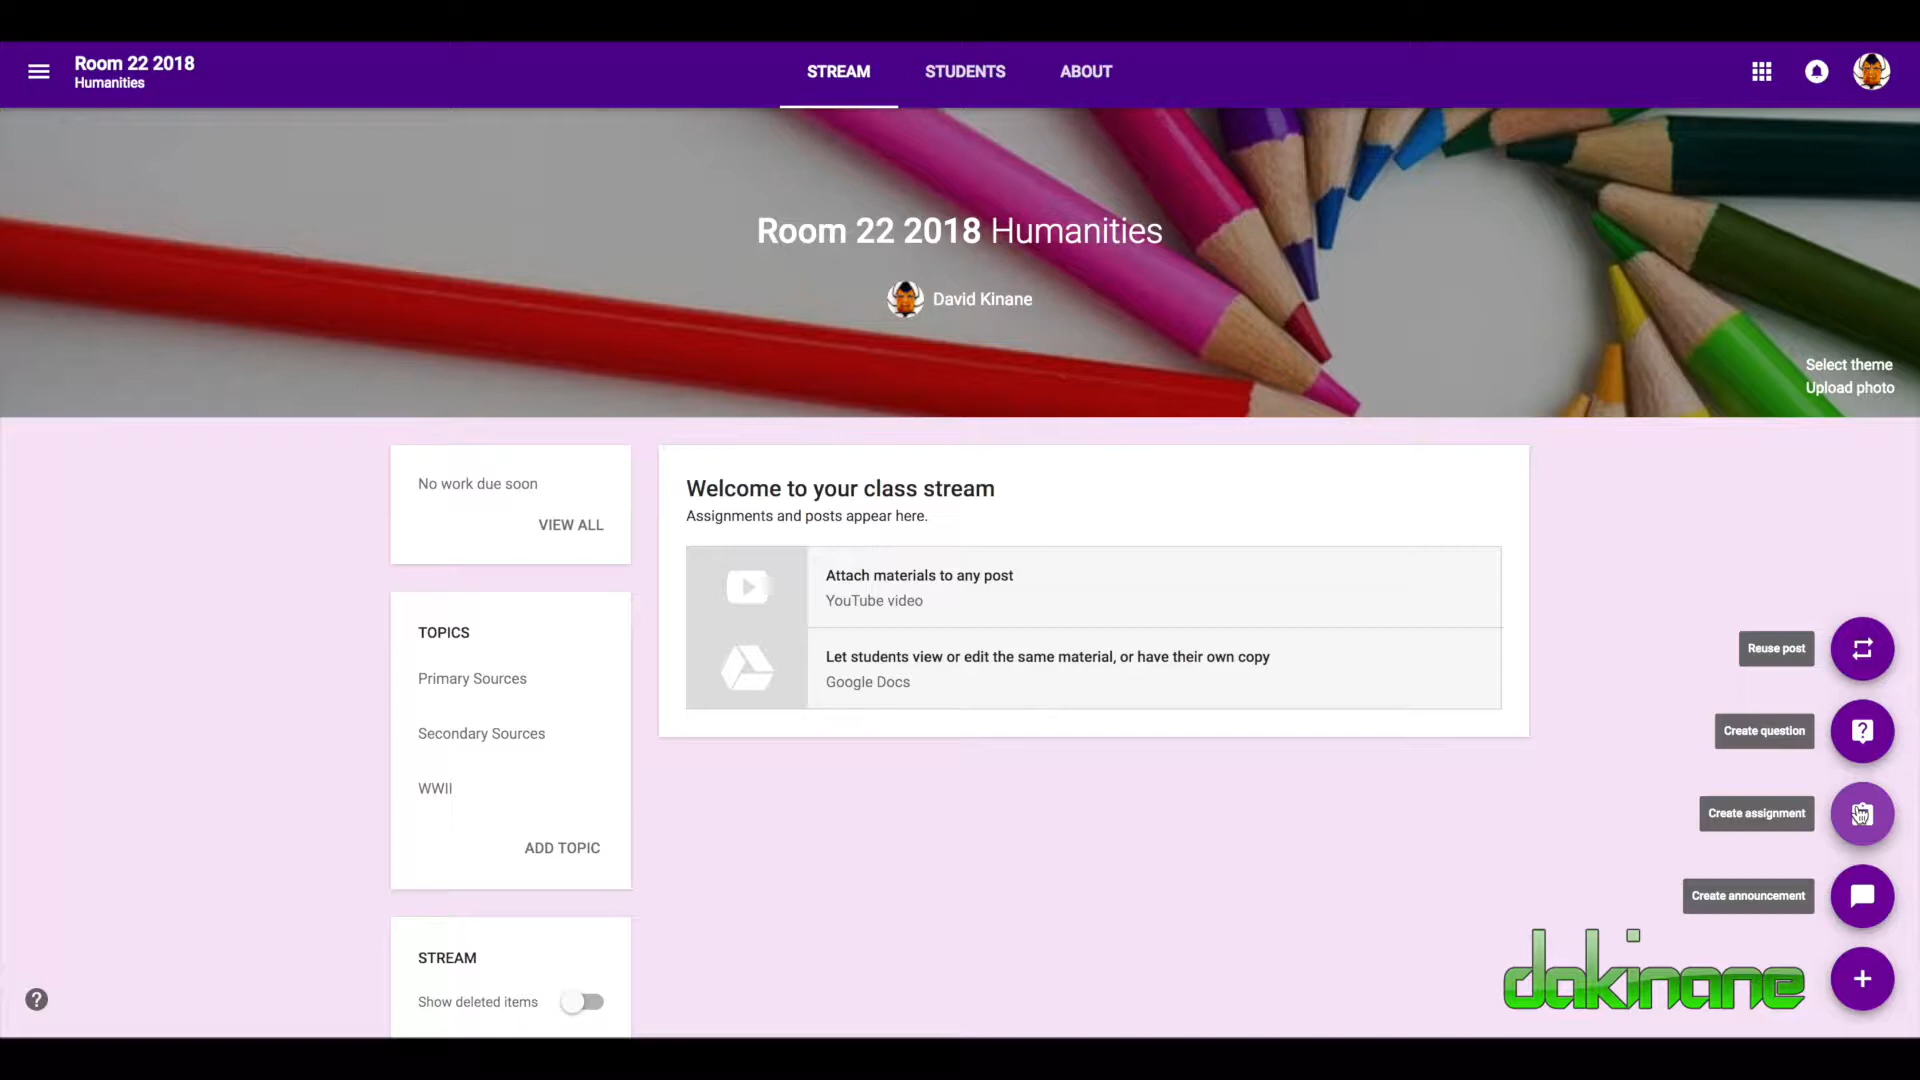 Room 22 2018
Humanities
STREAM
STUDENTS
ABOUT
Room 22 2018 Humanities
David Kinane
Select theme
Upload photo
No work due soon
VIEW ALL
TOPICS
Primary Sources
Secondary Sources
WWII
ADD TOPIC
STREAM
Show deleted items
Welcome to your class stream
Assignments and posts appear here.
Attach materials to any post
YouTube video
Let students view or edit the same material, or have their own copy
Google Docs
Reuse post
Create question
Create assignment
Create announcement
dakinane